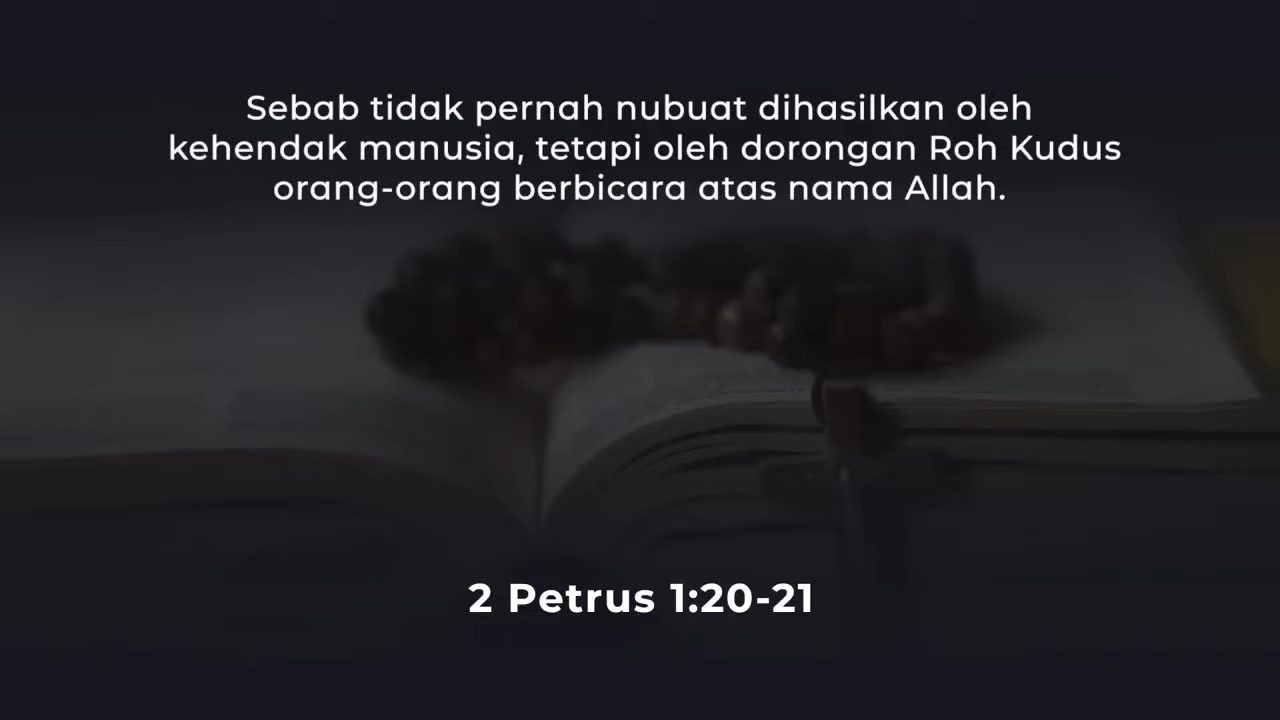 Sebab tidak pernah nubuat dihasilkan oleh
kehendak manusia, tetapi oleh dorongan Roh Kudus
orang-orang berbicara atas nama Allah.
2 Petrus 1:20-21